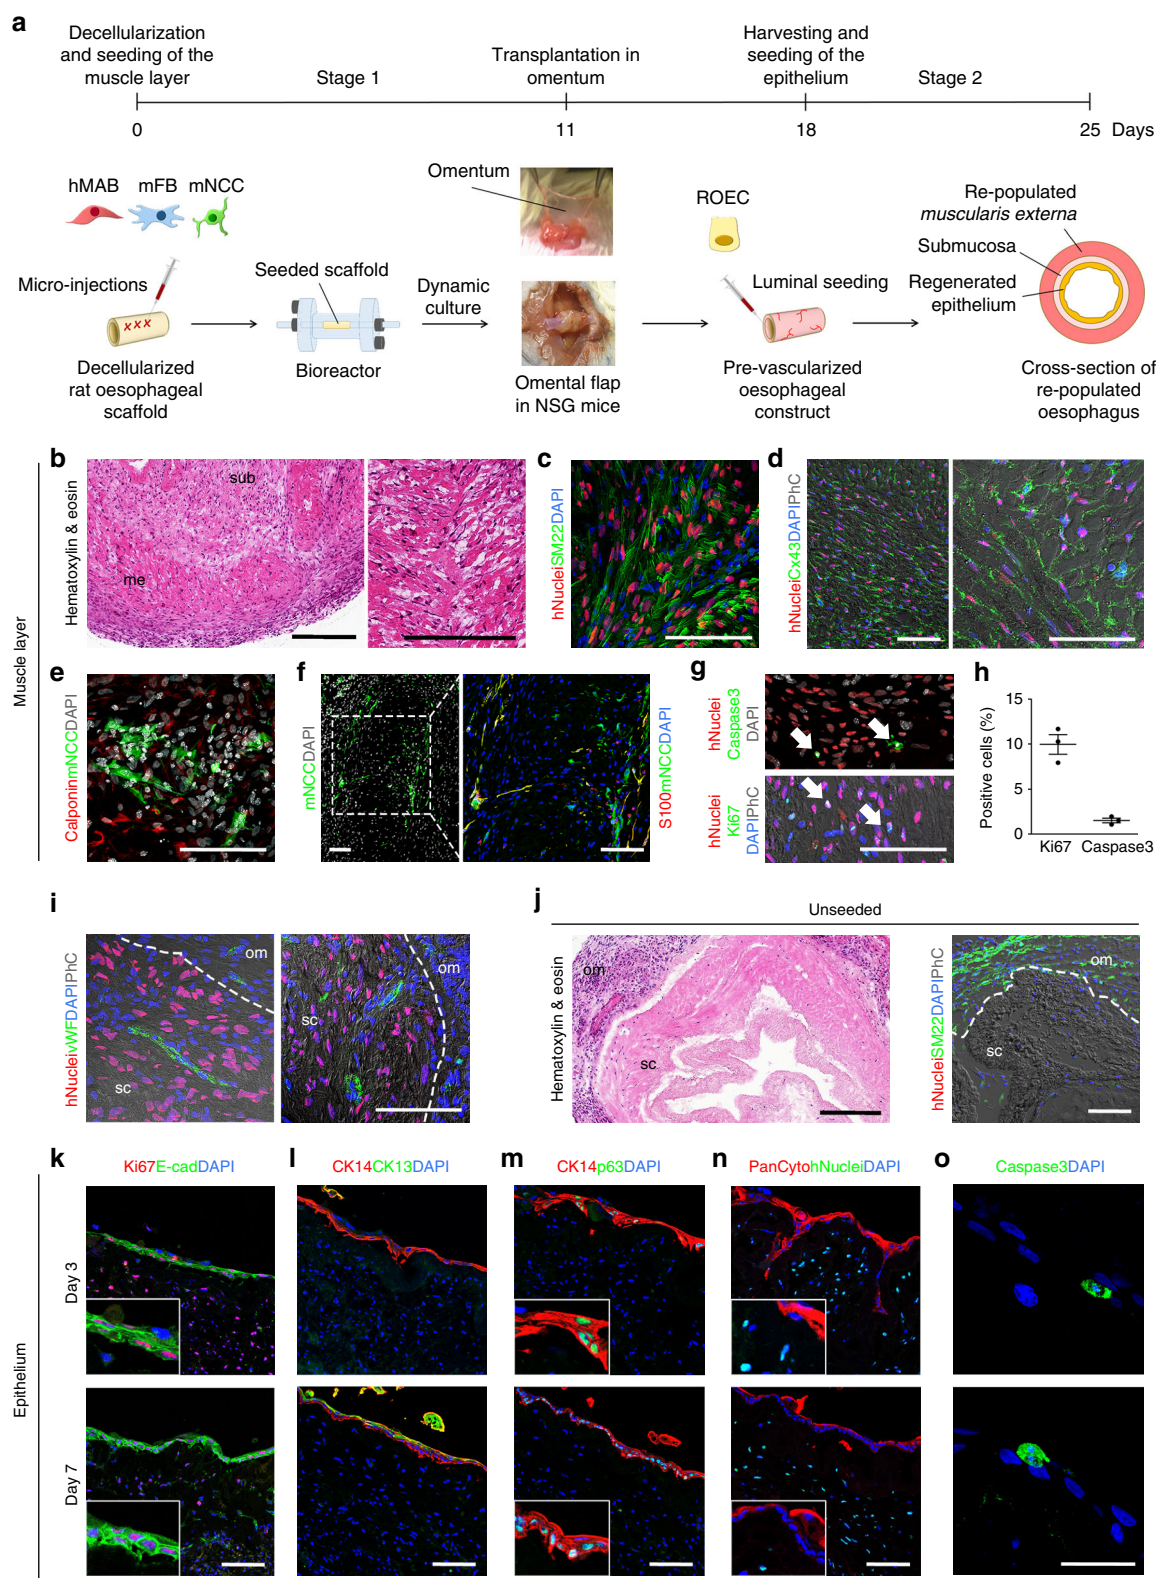 a
Decellularization
and seeding of the
muscle layer
Stage 1
Transplantation in
omentum
Harvesting and
seeding of the
epithelium
Stage 2
0
11
18
25 Days
hMAB mFB mNCC
Micro-injections
Decellularized
rat oesophageal
scaffold
Seeded scaffold
Bioreactor
Dynamic
culture
Omentum
Omental flap
in NSG mice
ROEC
Luminal seeding
Pre-vascularized
oesophageal
construct
Re-populated
muscularis externa
Submucosa
Regenerated
epithelium
Cross-section of
re-populated
oesophagus
Muscle layer
b
Hematoxylin & eosin
sub
me
c
hNucleiSM22DAPI
d
hNucleiCx43DAPIPhC
e
CalponinmNCCDAPI
f
mNCCDAPI
S100mNCCDAPI
g
hNuclei
Caspase3
DAPI
hNuclei
Ki67
DAPIPhC
h
Positive cells (%)
15
10
5
0
Ki67 Caspase3
i
hNucleivWFDAPIPhC
om
sc
om
sc
j
Unseeded
Hematoxylin & eosin
om
sc
hNucleiSM22DAPIPhC
om
sc
Epithelium
k
Ki67E-cadDAPI
l
CK14CK13DAPI
m
CK14p63DAPI
n
PanCytohNucleiDAPI
o
Caspase3DAPI
Day 3
Day 7